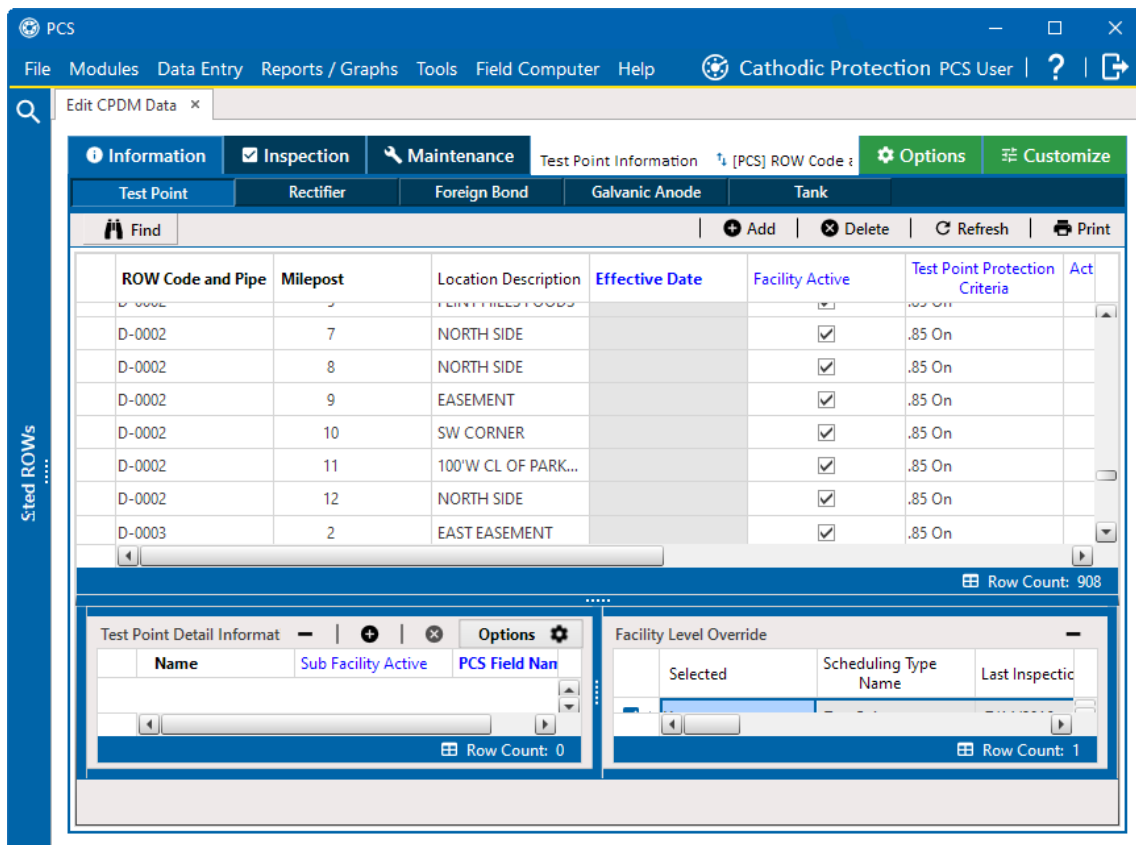 PCS
File Modules Data Entry Reports / Graphs Tools Field Computer Help Cathodic Protection PCS User | ? |
Edit CPDM Data ×
Information Inspection Maintenance Test Point Information [PCS] ROW Code Options Customize
Test Point Rectifier Foreign Bond Galvanic Anode Tank
Find | Add | Delete | Refresh | Print
ROW Code and Pipe Milepost Location Description Effective Date Facility Active Test Point Protection Criteria Act
D-0002 7 NORTH SIDE .85 On
D-0002 8 NORTH SIDE .85 On
D-0002 9 EASEMENT .85 On
D-0002 10 SW CORNER .85 On
D-0002 11 100'W CL OF PARK... .85 On
D-0002 12 NORTH SIDE .85 On
D-0003 2 EAST EASEMENT .85 On
Row Count: 908
ROWs
Test Point Detail Informat | | Options
Name Sub Facility Active PCS Field Nan
Row Count: 0
Facility Level Override
Selected Scheduling Type Name Last Inspectio
Row Count: 1